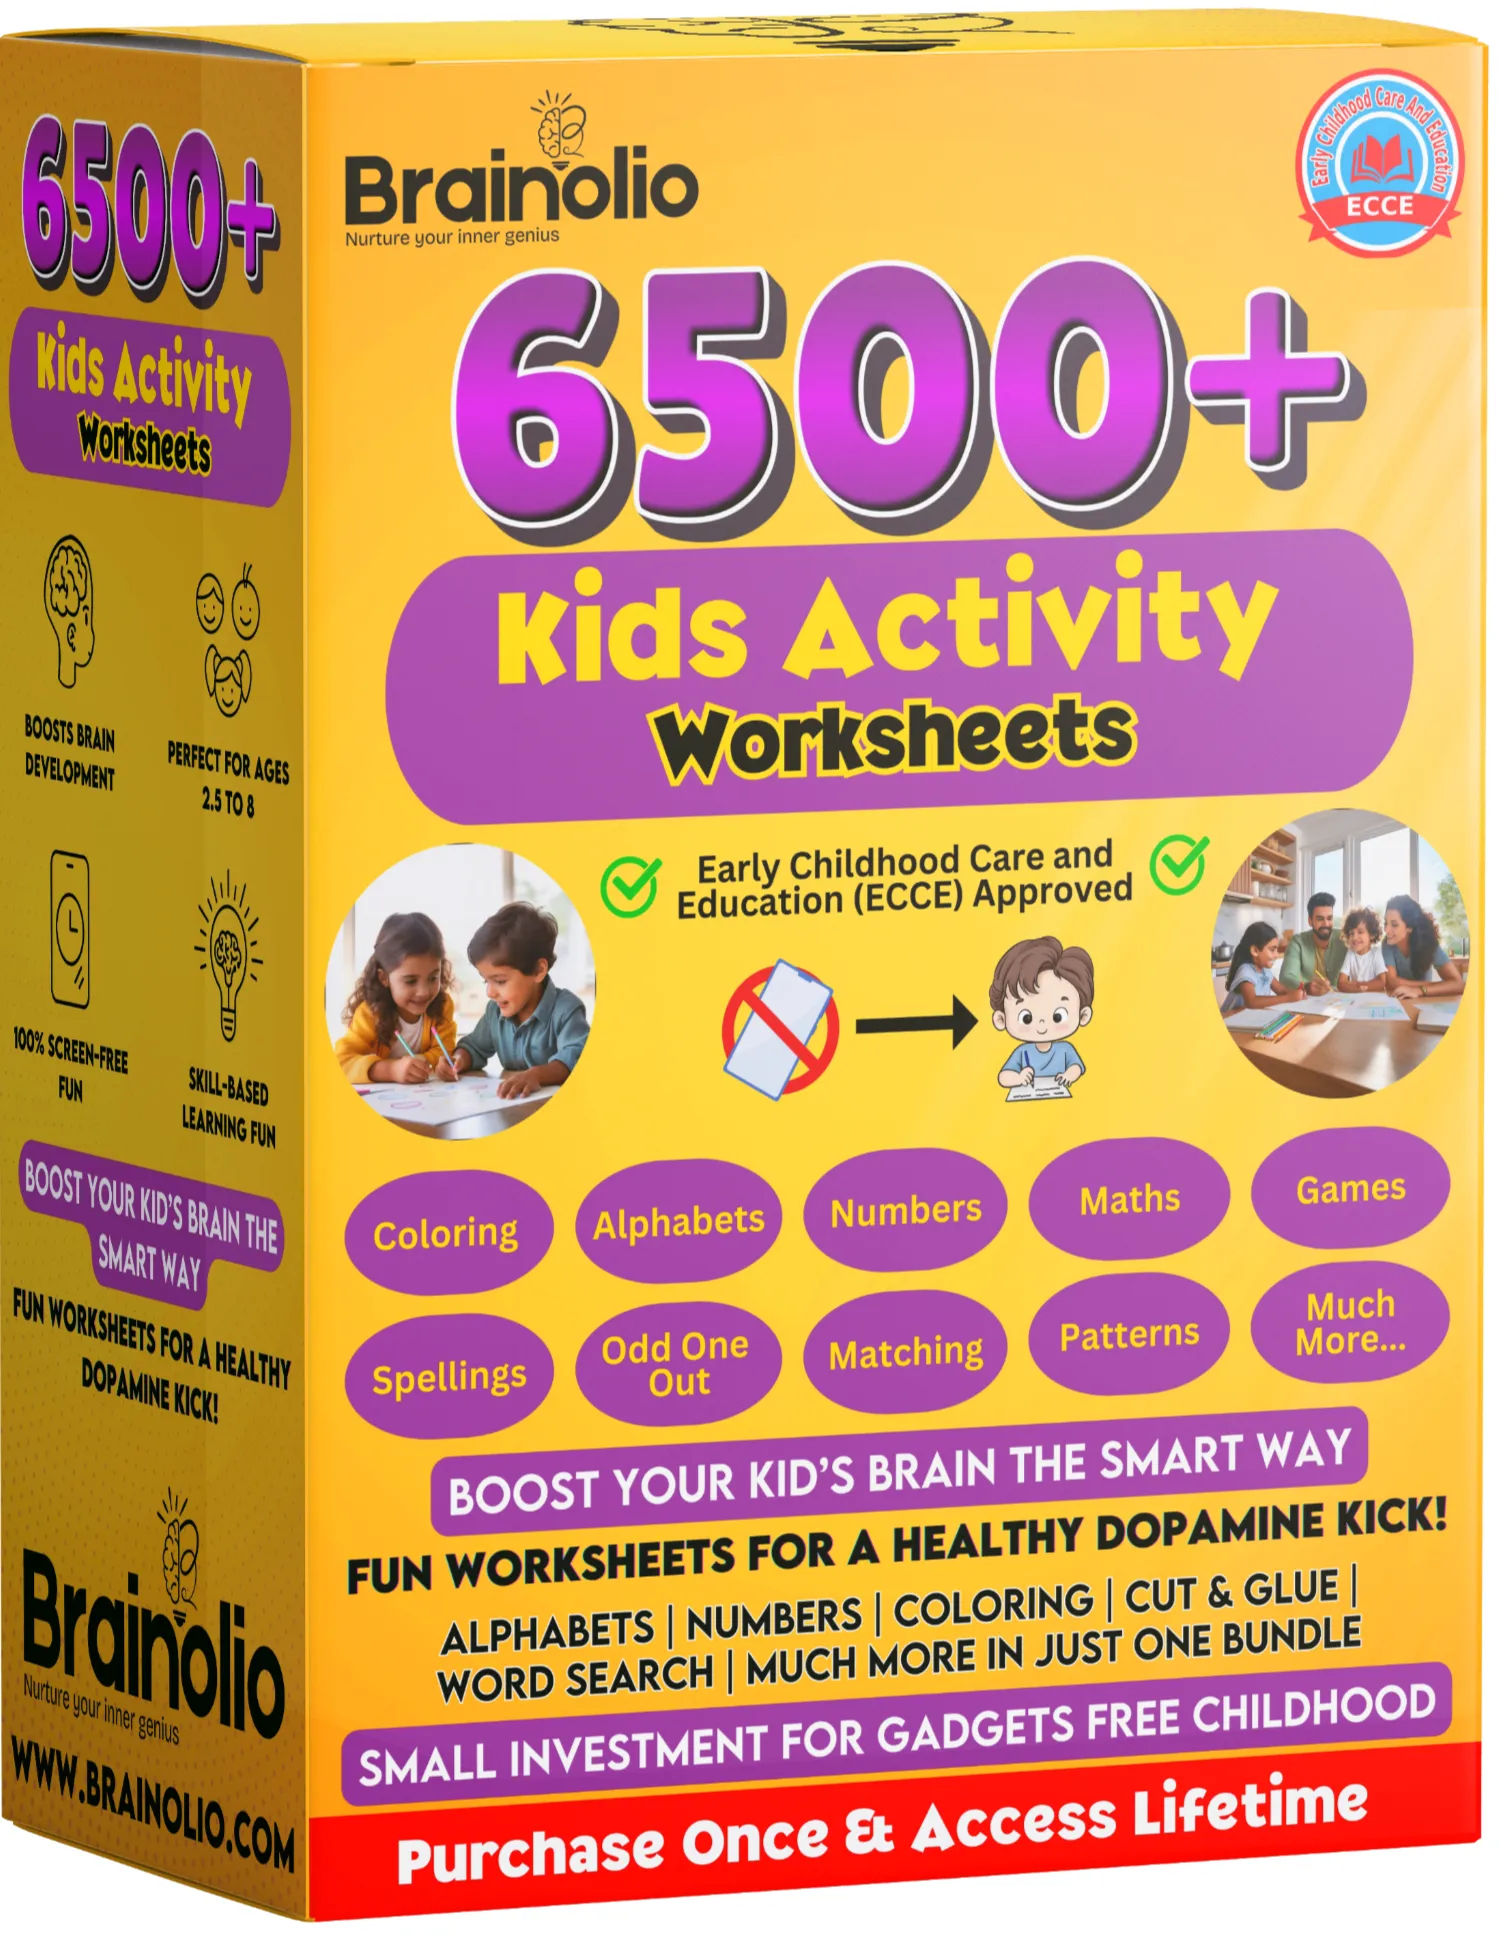 6500+
Kids Activity
Worksheets
BOOSTS BRAIN
DEVELOPMENT
PERFECT FOR AGES
2.5 TO 8
100% SCREEN-FREE
FUN
SKILL-BASED
LEARNING FUN
BOOST YOUR KID'S BRAIN THE
SMART WAY
FUN WORKSHEETS FOR A HEALTHY
DOPAMINE KICK!
Brainolio
Nurture your inner genius
WWW.BRAINOLIO.COM
Brainolio
Nurture your inner genius
Early Childhood Care And Education
ECCE
6500+
Kids Activity
Worksheets
Early Childhood Care and
Education (ECCE) Approved
Coloring
Alphabets
Numbers
Maths
Games
Spellings
Odd One
Out
Matching
Patterns
Much
More...
BOOST YOUR KID'S BRAIN THE SMART WAY
FUN WORKSHEETS FOR A HEALTHY DOPAMINE KICK!
ALPHABETS | NUMBERS | COLORING | CUT & GLUE |
WORD SEARCH | MUCH MORE IN JUST ONE BUNDLE
SMALL INVESTMENT FOR GADGETS FREE CHILDHOOD
Purchase Once & Access Lifetime